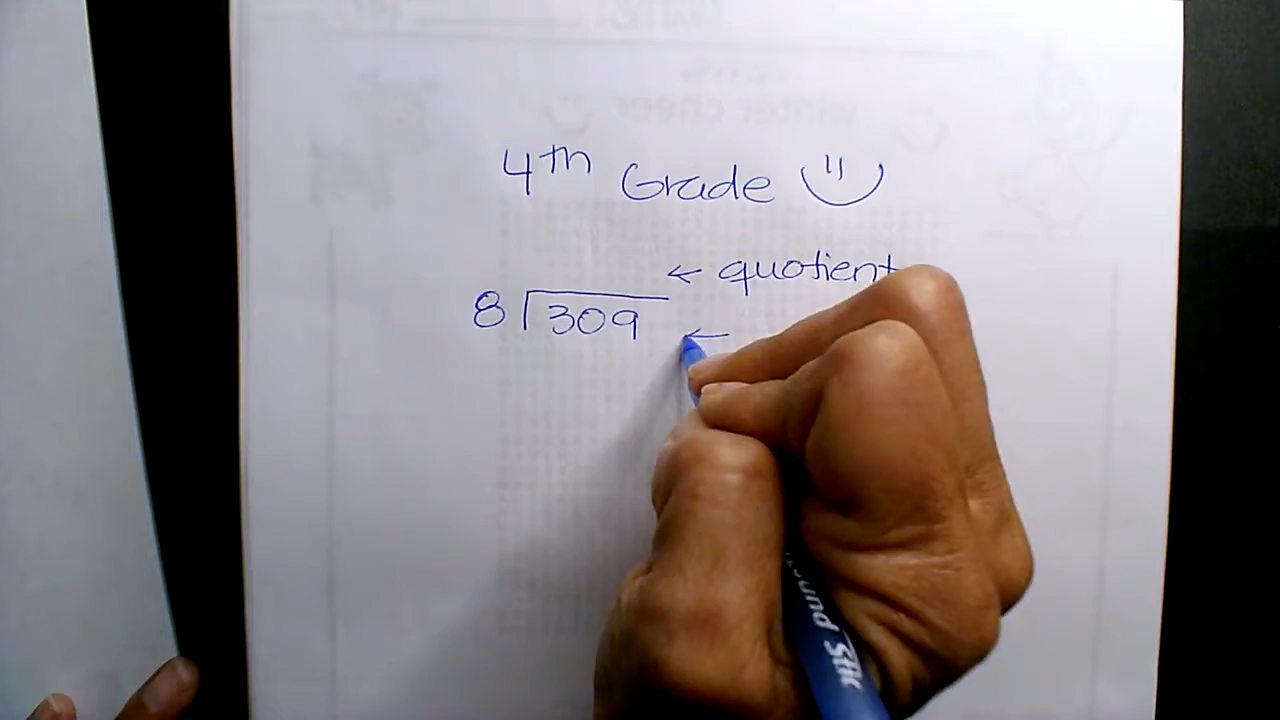 4th Grade
← quotient
8 309 ←